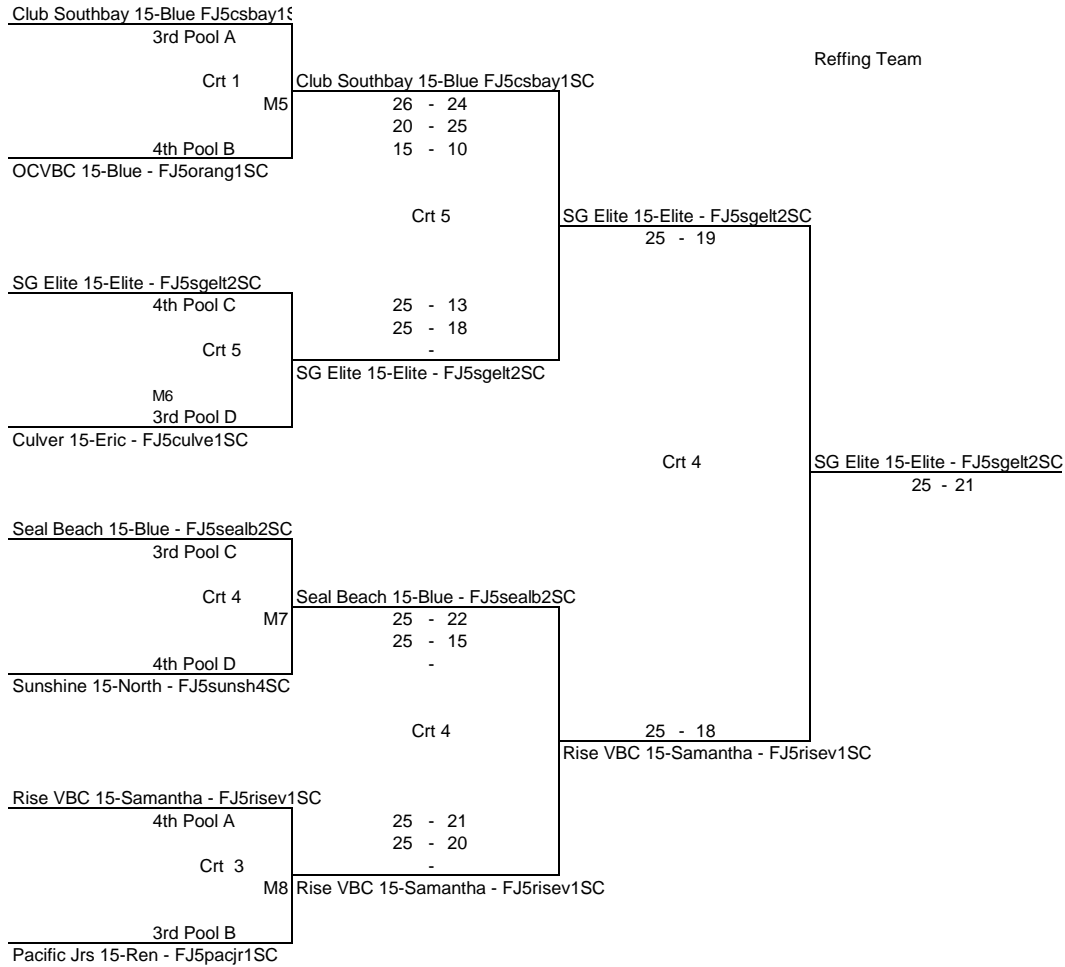 Club Southbay 15-Blue FJ5csbay1S
3rd Pool A
Reffing Team
Crt 1
Club Southbay 15-Blue FJ5csbay1SC
M5
26 - 24
20 - 25
4th Pool B
15 - 10
OCVBC 15-Blue - FJ5orang1SC
Crt 5
SG Elite 15-Elite - FJ5sgelt2SC
25 - 19
SG Elite 15-Elite - FJ5sgelt2SC
4th Pool C
25 - 13
25 - 18
Crt 5
-
SG Elite 15-Elite - FJ5sgelt2SC
M6
3rd Pool D
Culver 15-Eric - FJ5culve1SC
Crt 4
SG Elite 15-Elite - FJ5sgelt2SC
25 - 21
Seal Beach 15-Blue - FJ5sealb2SC
3rd Pool C
Crt 4
Seal Beach 15-Blue - FJ5sealb2SC
M7
25 - 22
25 - 15
4th Pool D
-
Sunshine 15-North - FJ5sunsh4SC
Crt 4
25 - 18
Rise VBC 15-Samantha - FJ5risev1SC
Rise VBC 15-Samantha - FJ5risev1SC
4th Pool A
25 - 21
25 - 20
Crt 3
-
M8
Rise VBC 15-Samantha - FJ5risev1SC
3rd Pool B
Pacific Jrs 15-Ren - FJ5pacjr1SC